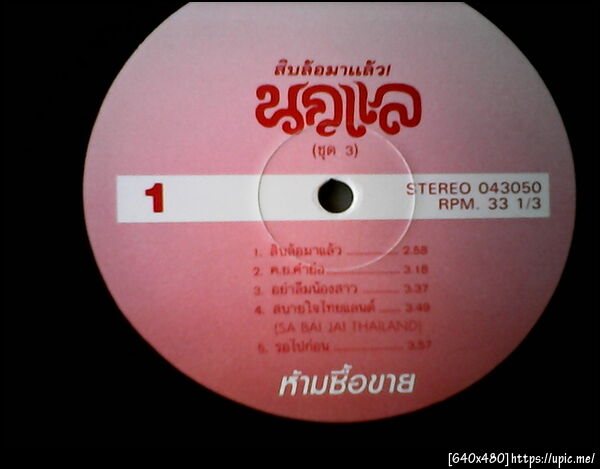 สิบล้อมาแล้ว!
นกแล
(ชุด 3)
1
STEREO 043050
RPM. 33 1/3
1. สิบล้อมาแล้ว ........ 2.58
2. ค.ย.คำย่อ ........ 3.18
3. อย่าลืมน้องสาว ........ 3.37
4. สบายใจไทยแลนด์ ........ 3.49
(SA BAI JAI THAILAND)
5. รอไปก่อน ........ 3.57
ห้ามซื้อขาย
[640x480]https://upic.me/